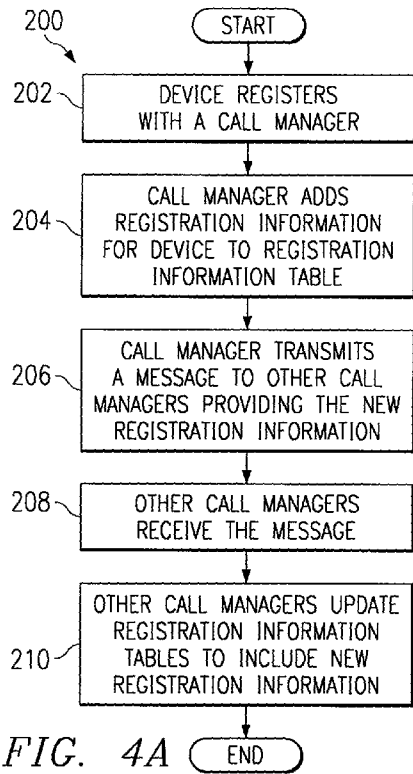 200
START
202
DEVICE REGISTERS
WITH A CALL MANAGER
204
CALL MANAGER ADDS
REGISTRATION INFORMATION
FOR DEVICE TO REGISTRATION
INFORMATION TABLE
206
CALL MANAGER TRANSMITS
A MESSAGE TO OTHER CALL
MANAGERS PROVIDING THE NEW
REGISTRATION INFORMATION
208
OTHER CALL MANAGERS
RECEIVE THE MESSAGE
210
OTHER CALL MANAGERS UPDATE
REGISTRATION INFORMATION
TABLES TO INCLUDE NEW
REGISTRATION INFORMATION
FIG. 4A
END